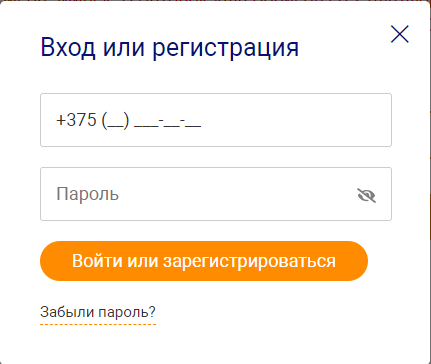 Вход или регистрация
+375 (__) ___-__-__
Пароль
Войти или зарегистрироваться
Забыли пароль?